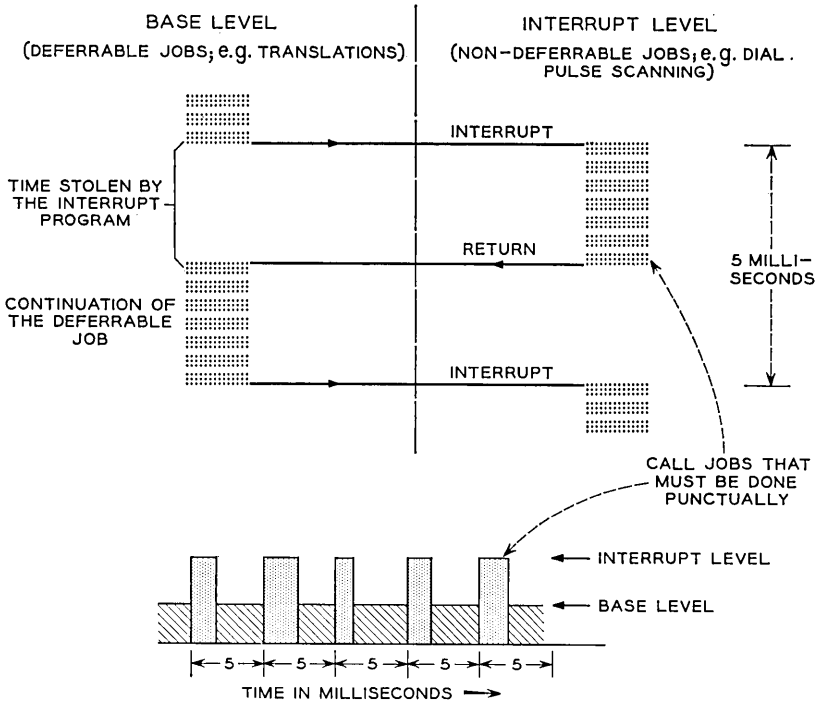 BASE LEVEL
(DEFERRABLE JOBS; e.g. TRANSLATIONS)
INTERRUPT LEVEL
(NON-DEFERRABLE JOBS; e.g. DIAL .
PULSE SCANNING)
INTERRUPT
TIME STOLEN BY
THE INTERRUPT
PROGRAM
RETURN
5 MILLI-
SECONDS
CONTINUATION OF
THE DEFERRABLE
JOB
INTERRUPT
CALL JOBS THAT
MUST BE DONE
PUNCTUALLY
INTERRUPT LEVEL
BASE LEVEL
5 5 5 5 5
TIME IN MILLISECONDS